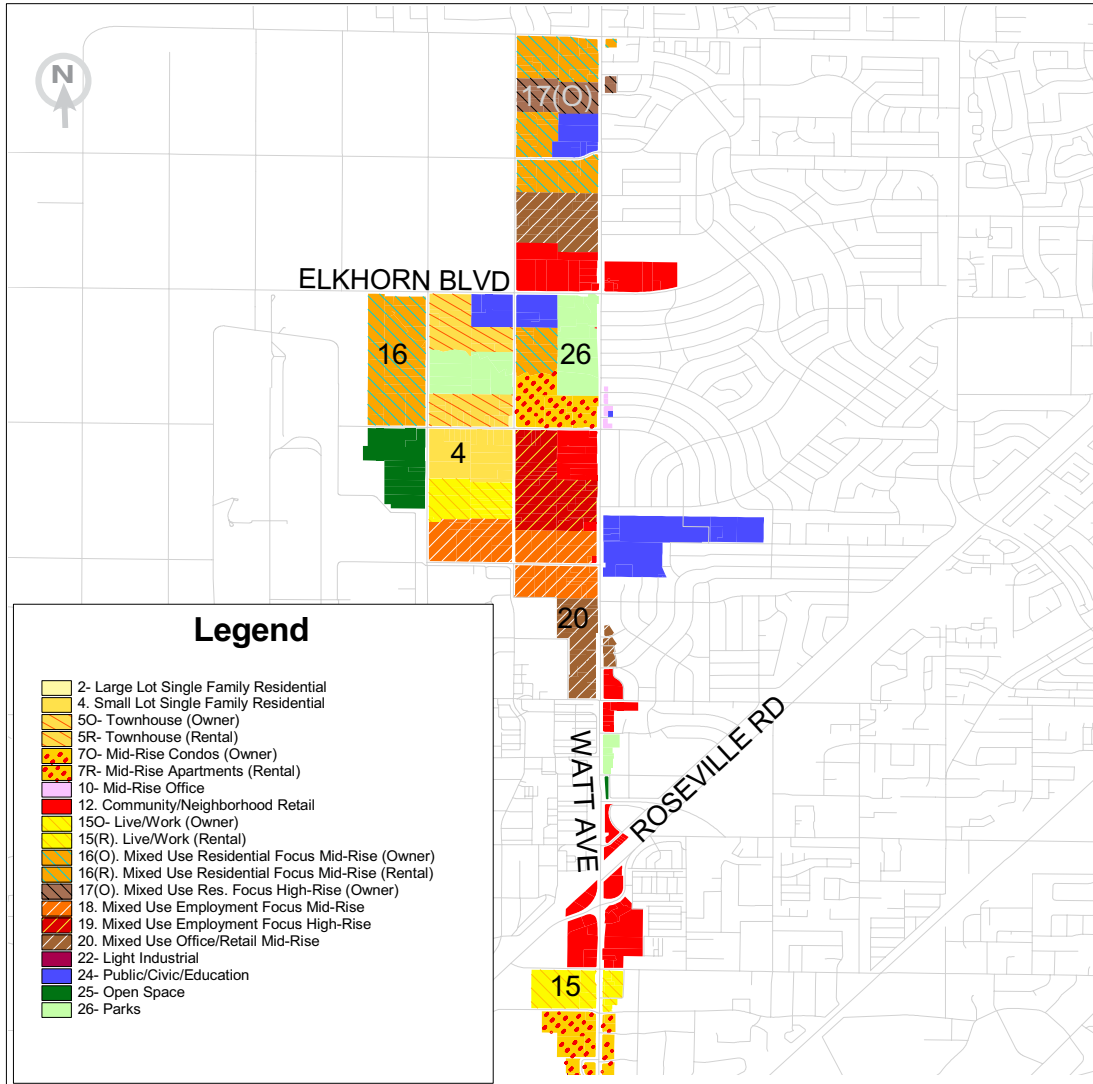 N
17(O)
ELKHORN BLVD
16
26
4
20
WATT AVE
ROSEVILLE RD
15
Legend
2- Large Lot Single Family Residential
4. Small Lot Single Family Residential
5O- Townhouse (Owner)
5R- Townhouse (Rental)
7O- Mid-Rise Condos (Owner)
7R- Mid-Rise Apartments (Rental)
10- Mid-Rise Office
12. Community/Neighborhood Retail
15O- Live/Work (Owner)
15(R). Live/Work (Rental)
16(O). Mixed Use Residential Focus Mid-Rise (Owner)
16(R). Mixed Use Residential Focus Mid-Rise (Rental)
17(O). Mixed Use Res. Focus High-Rise (Owner)
18. Mixed Use Employment Focus Mid-Rise
19. Mixed Use Employment Focus High-Rise
20. Mixed Use Office/Retail Mid-Rise
22- Light Industrial
24- Public/Civic/Education
25- Open Space
26- Parks